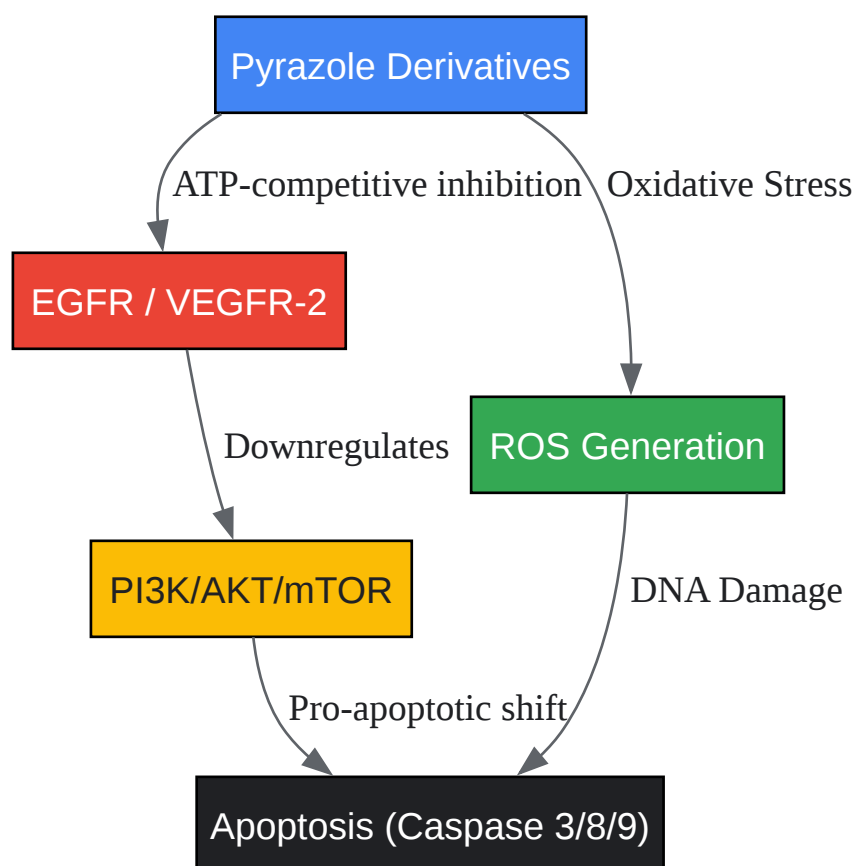 Pyrazole Derivatives
ATP-competitive inhibition
Oxidative Stress
EGFR / VEGFR-2
Downregulates
ROS Generation
PI3K/AKT/mTOR
DNA Damage
Pro-apoptotic shift
Apoptosis (Caspase 3/8/9)